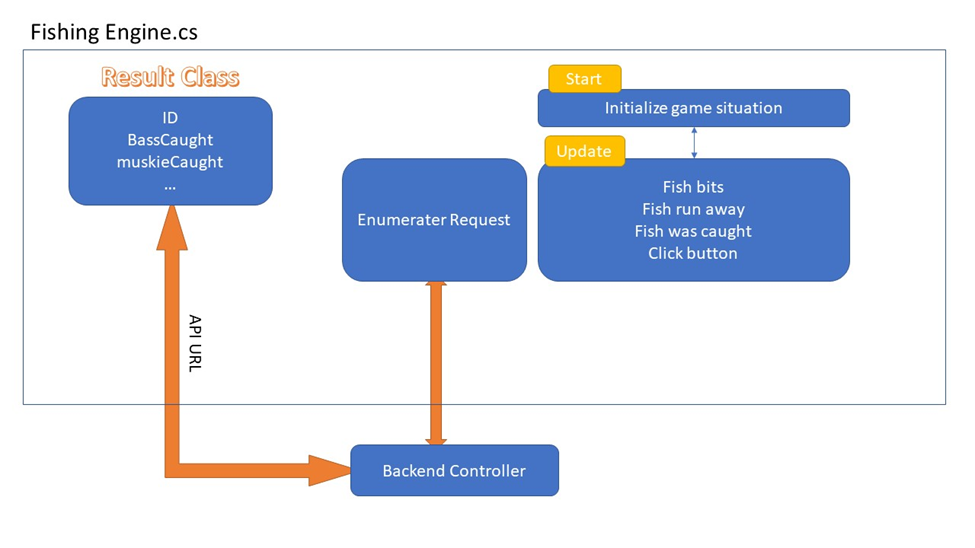 Fishing Engine.cs
Result Class
ID
BassCaught
muskieCaught
...
Start
Initialize game situation
Update
Fish bits
Fish run away
Fish was caught
Click button
Enumerater Request
API URL
Backend Controller